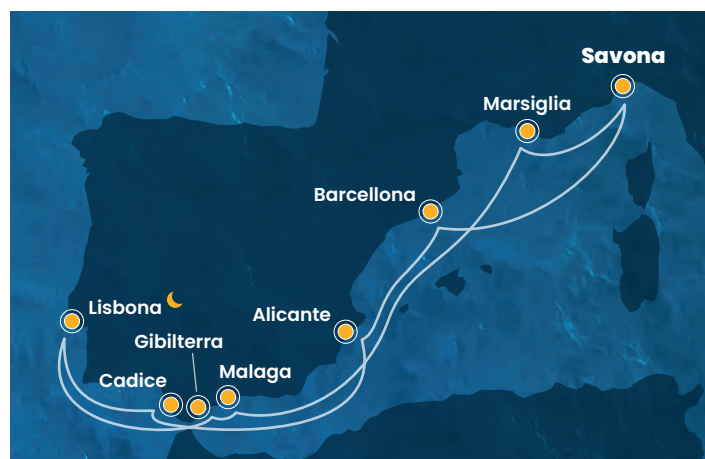 Savona
Marsiglia
Barcellona
Lisbona
Alicante
Gibilterra
Malaga
Cadice